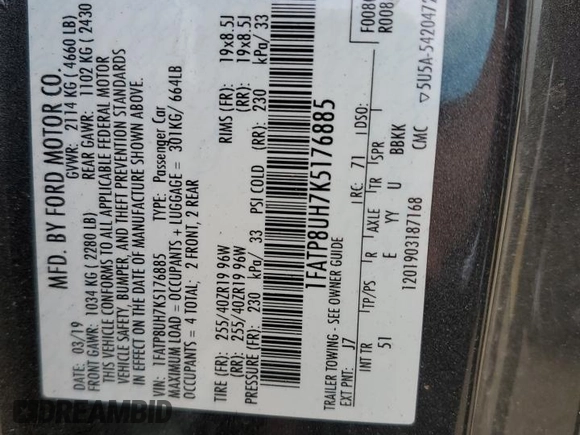 MFD. BY FORD MOTOR CO.
DATE: 03/19
GVWR: 2114 KG (4660 LB)
FRONT GAWR: 1034 KG (2280 LB)
REAR GAWR: 1102 KG (2430
THIS VEHICLE CONFORMS TO ALL APPLICABLE FEDERAL MOTOR
VEHICLE SAFETY, BUMPER, AND THEFT PREVENTION STANDARDS
IN EFFECT ON THE DATE OF MANUFACTURE SHOWN ABOVE.
VIN: 1FATP8UH7K5176885
TYPE: Passenger Car
MAXIMUM LOAD = OCCUPANTS + LUGGAGE = 301KG/ 664LB
OCCUPANTS = 4 TOTAL; 2 FRONT, 2 REAR
TIRE (FR): 255/40ZR19 96W
RIMS (FR): 19x8.5J
(RR): 255/40ZR19 96W
(RR): 19x8.5J
PRESSURE (FR): 230 kPa/ 33 PSI COLD (RR): 230 kPa/ 33
1FATP8UH7K5176885
TRAILER TOWING - SEE OWNER GUIDE
EXT PNT: J7 RC: 71 DSO:
INT TR TP/PS R AXLE TR SPR
51 E YY U BBKK
1201903187168 CMC
5U5A-5420472
F0086
R008
DREAMBID